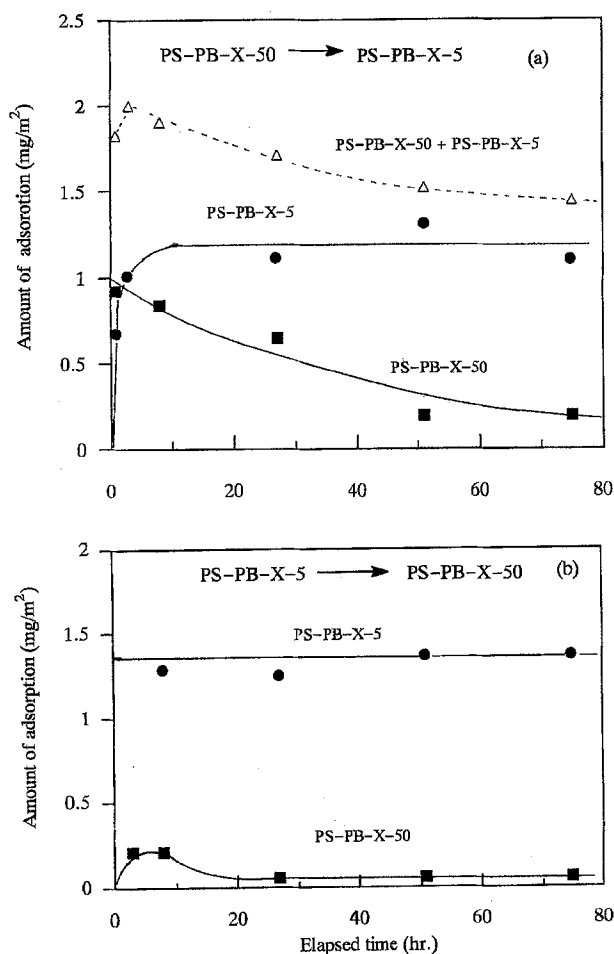 2.5
PS-PB-X-50 → PS-PB-X-5
(a)
2
PS-PB-X-50 + PS-PB-X-5
1.5
PS-PB-X-5
1
0.5
PS-PB-X-50
0
0 20 40 60 80
Amount of adsorotion (mg/m²)
2
PS-PB-X-5 → PS-PB-X-50
(b)
PS-PB-X-5
1.5
1
0.5
PS-PB-X-50
0
0 20 40 60 80
Amount of adsorption (mg/m²)
Elapsed time (hr.)